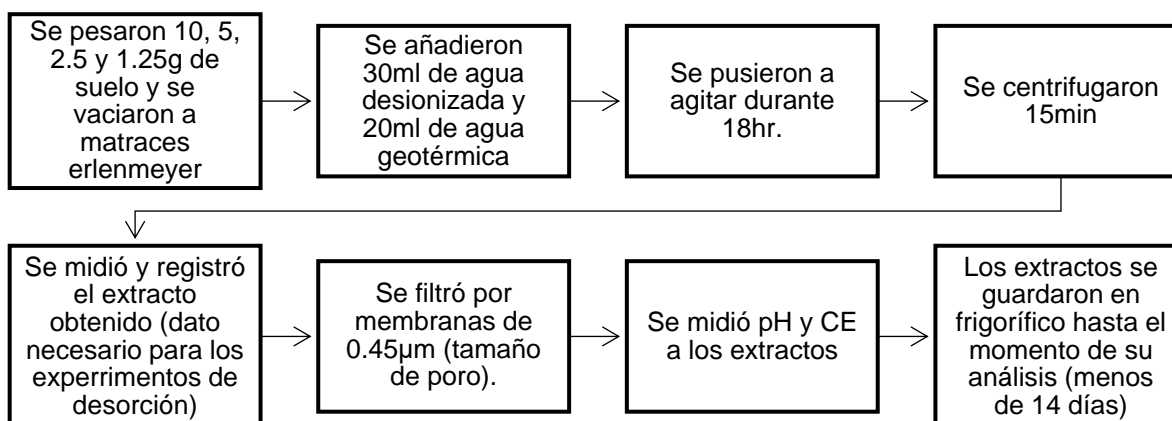 Se pesaron 10, 5,
2.5 y 1.25g de
suelo y se
vaciaron a
matraces
erlenmeyer
Se añadieron
30ml de agua
desionizada y
20ml de agua
geotérmica
Se pusieron a
agitar durante
18hr.
Se centrifugaron
15min
Se midió y registró
el extracto
obtenido (dato
necesario para los
experrimentos de
desorción)
Se filtró por
membranas de
0.45µm (tamaño
de poro).
Se midió pH y CE
a los extractos
Los extractos se
guardaron en
frigorífico hasta el
momento de su
análisis (menos
de 14 días)